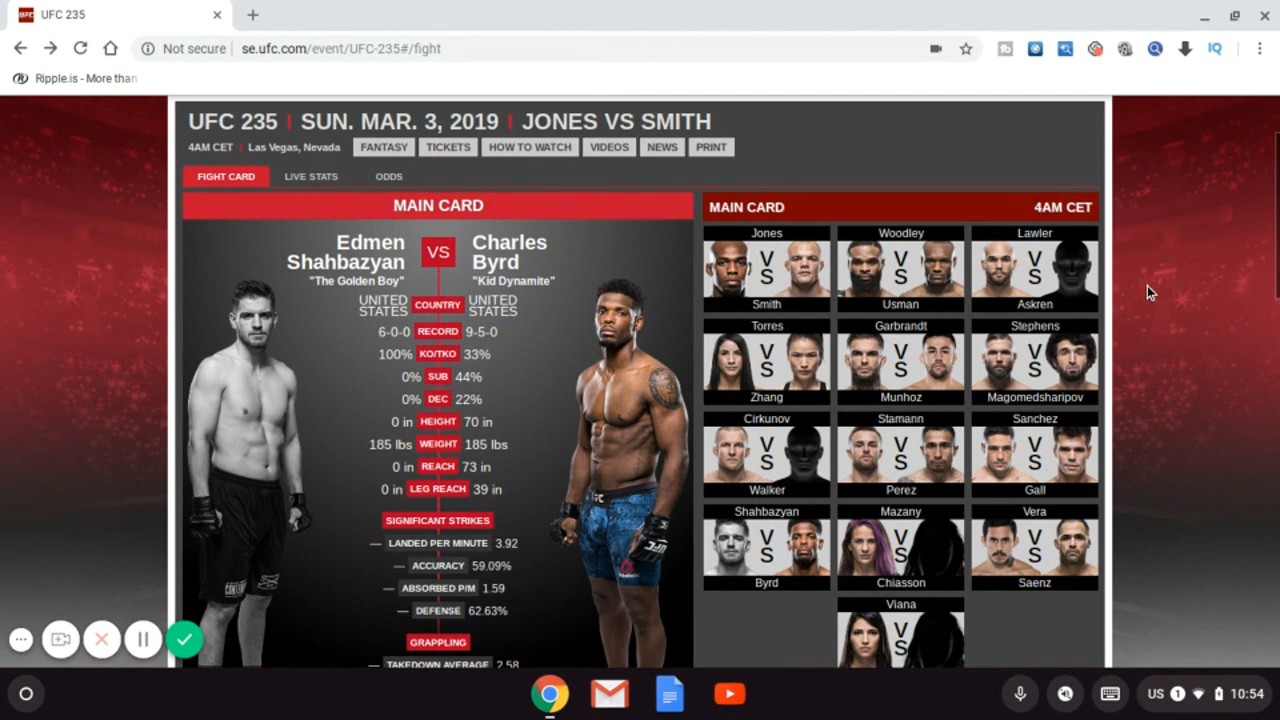 UFC 235
Not secure | se.ufc.com/event/UFC-235#/fight
IQ
Ripple.is - More than
UFC 235 | SUN. MAR. 3, 2019 | JONES VS SMITH
4AM CET | Las Vegas, Nevada FANTASY TICKETS HOW TO WATCH VIDEOS NEWS PRINT
FIGHT CARD LIVE STATS ODDS
MAIN CARD
Edmen Shahbazyan VS Charles Byrd
"The Golden Boy" "Kid Dynamite"
UNITED STATES COUNTRY UNITED STATES
6-0-0 RECORD 9-5-0
100% KO/TKO 33%
0% SUB 44%
0% DEC 22%
0 in HEIGHT 70 in
185 lbs WEIGHT 185 lbs
0 in REACH 73 in
0 in LEG REACH 39 in
SIGNIFICANT STRIKES
— LANDED PER MINUTE 3.92
— ACCURACY 59.09%
— ABSORBED P/M 1.59
— DEFENSE 62.63%
GRAPPLING
— TAKEDOWN AVERAGE 2.58
MAIN CARD 4AM CET
Jones Woodley Lawler
VS VS VS
Smith Usman Askren
Torres Garbrandt Stephens
VS VS VS
Zhang Munhoz Magomedsharipov
Cirkunov Stamann Sanchez
VS VS VS
Walker Perez Gall
Shahbazyan Mazany Vera
VS VS VS
Byrd Chiasson Saenz
Viana
VS
US 1 10:54